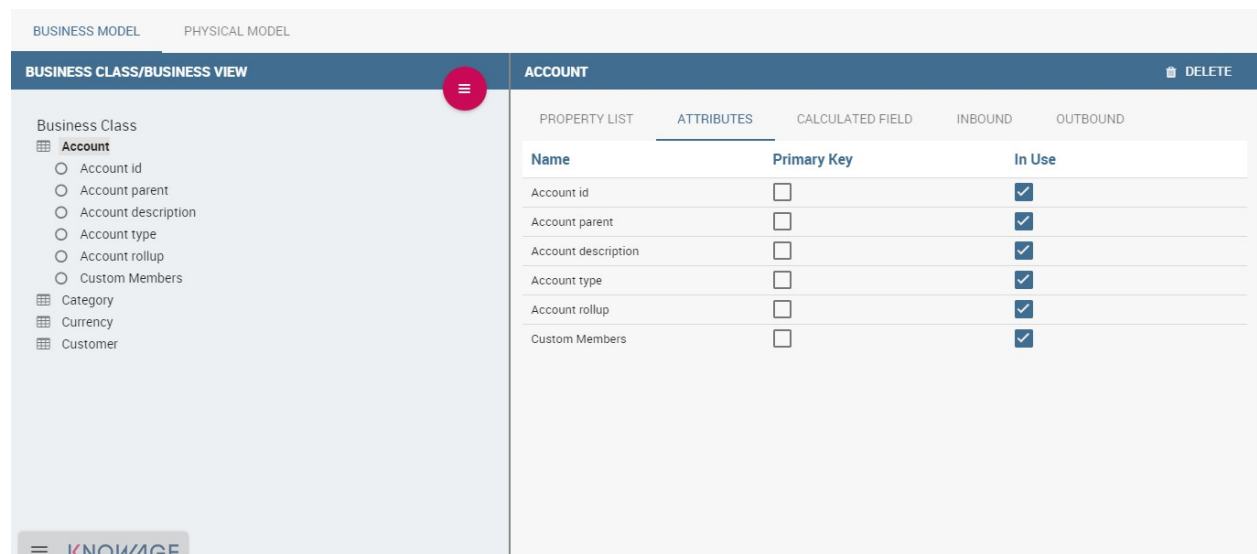 BUSINESS MODEL PHYSICAL MODEL
BUSINESS CLASS/BUSINESS VIEW
Business Class
Account
Account id
Account parent
Account description
Account type
Account rollup
Custom Members
Category
Currency
Customer
KNOWAGE
ACCOUNT DELETE
PROPERTY LIST ATTRIBUTES CALCULATED FIELD INBOUND OUTBOUND
Name Primary Key In Use
Account id
Account parent
Account description
Account type
Account rollup
Custom Members